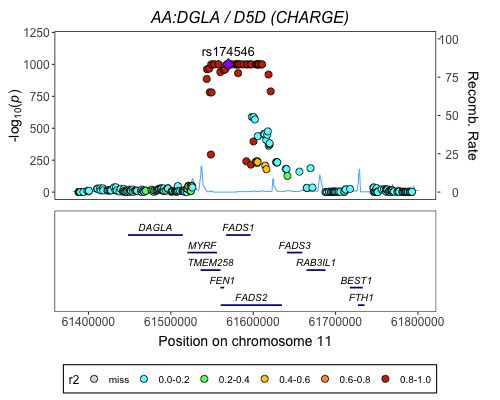 AA:DGLA / D5D (CHARGE)
rs174546
1250
1000
750
500
250
0
-log10(p)
100
75
50
25
0
Recomb. Rate
DAGLA FADS1
MYRF FADS3
TMEM258 RAB3IL1
FEN1 BEST1
FADS2 FTH1
61400000 61500000 61600000 61700000 61800000
Position on chromosome 11
r2 miss 0.0-0.2 0.2-0.4 0.4-0.6 0.6-0.8 0.8-1.0